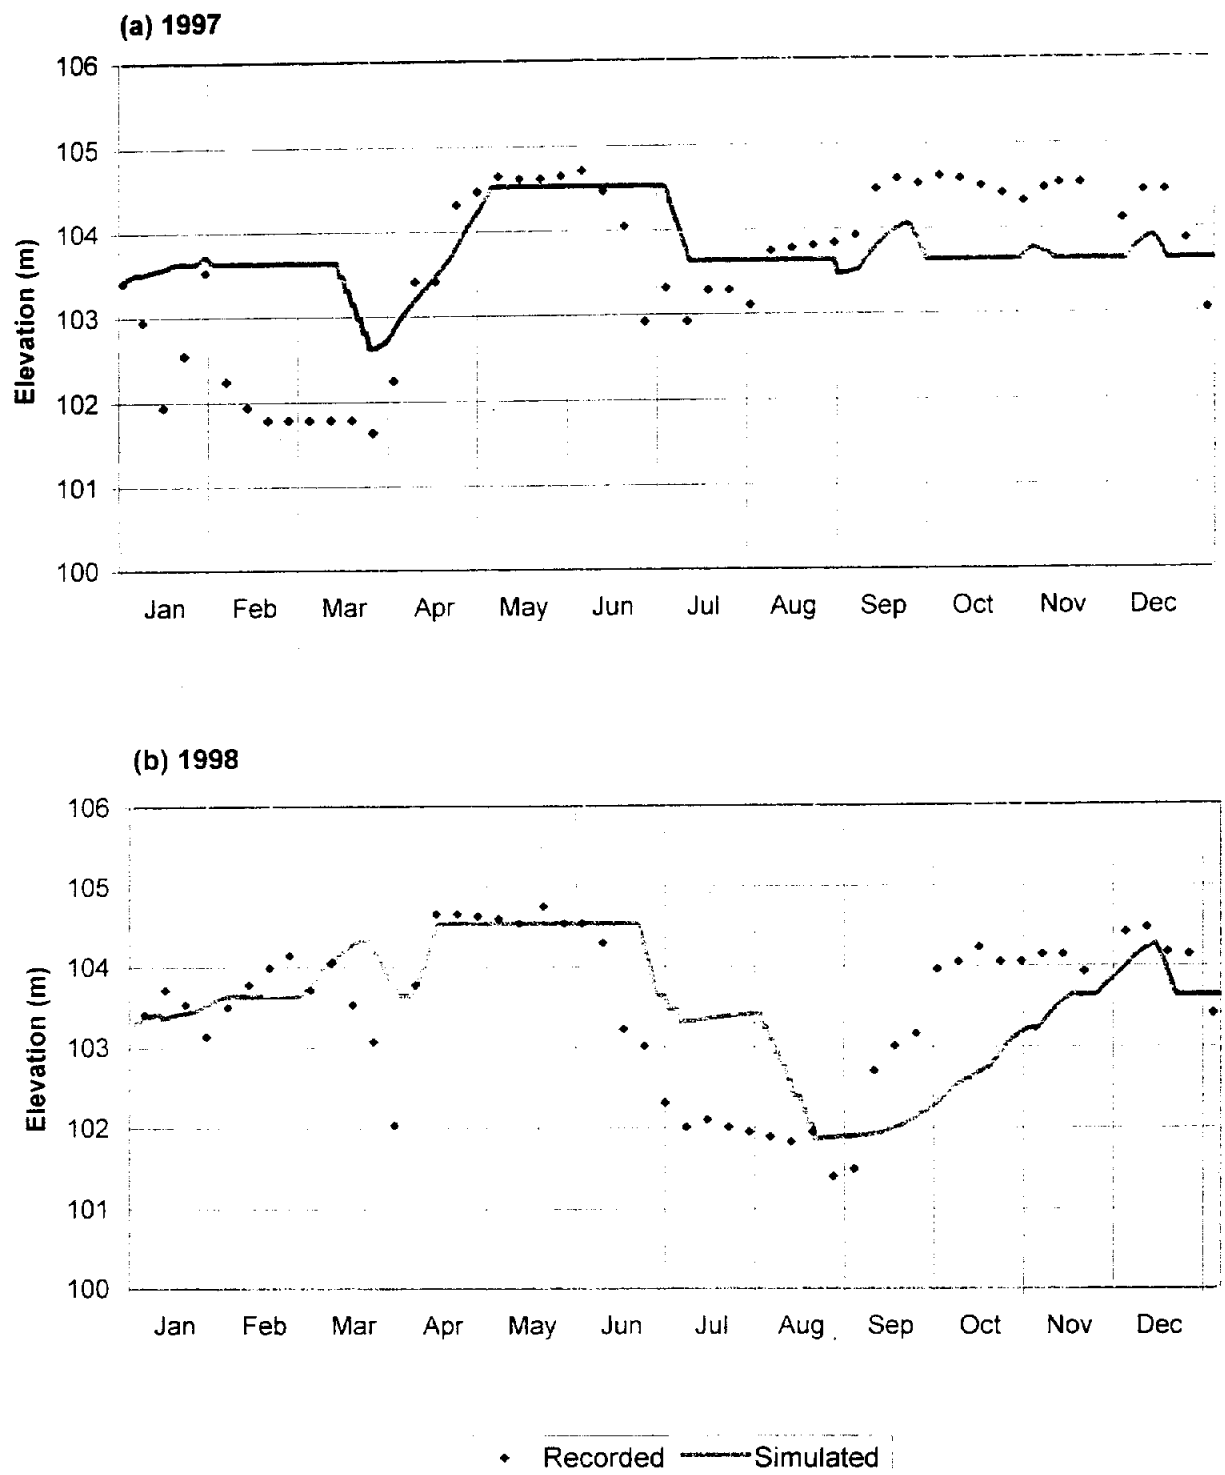 (a) 1997
106
105
104
103
102
101
100
Elevation (m)
Jan Feb Mar Apr May Jun Jul Aug Sep Oct Nov Dec
(b) 1998
106
105
104
103
102
101
100
Elevation (m)
Jan Feb Mar Apr May Jun Jul Aug Sep Oct Nov Dec
Recorded Simulated